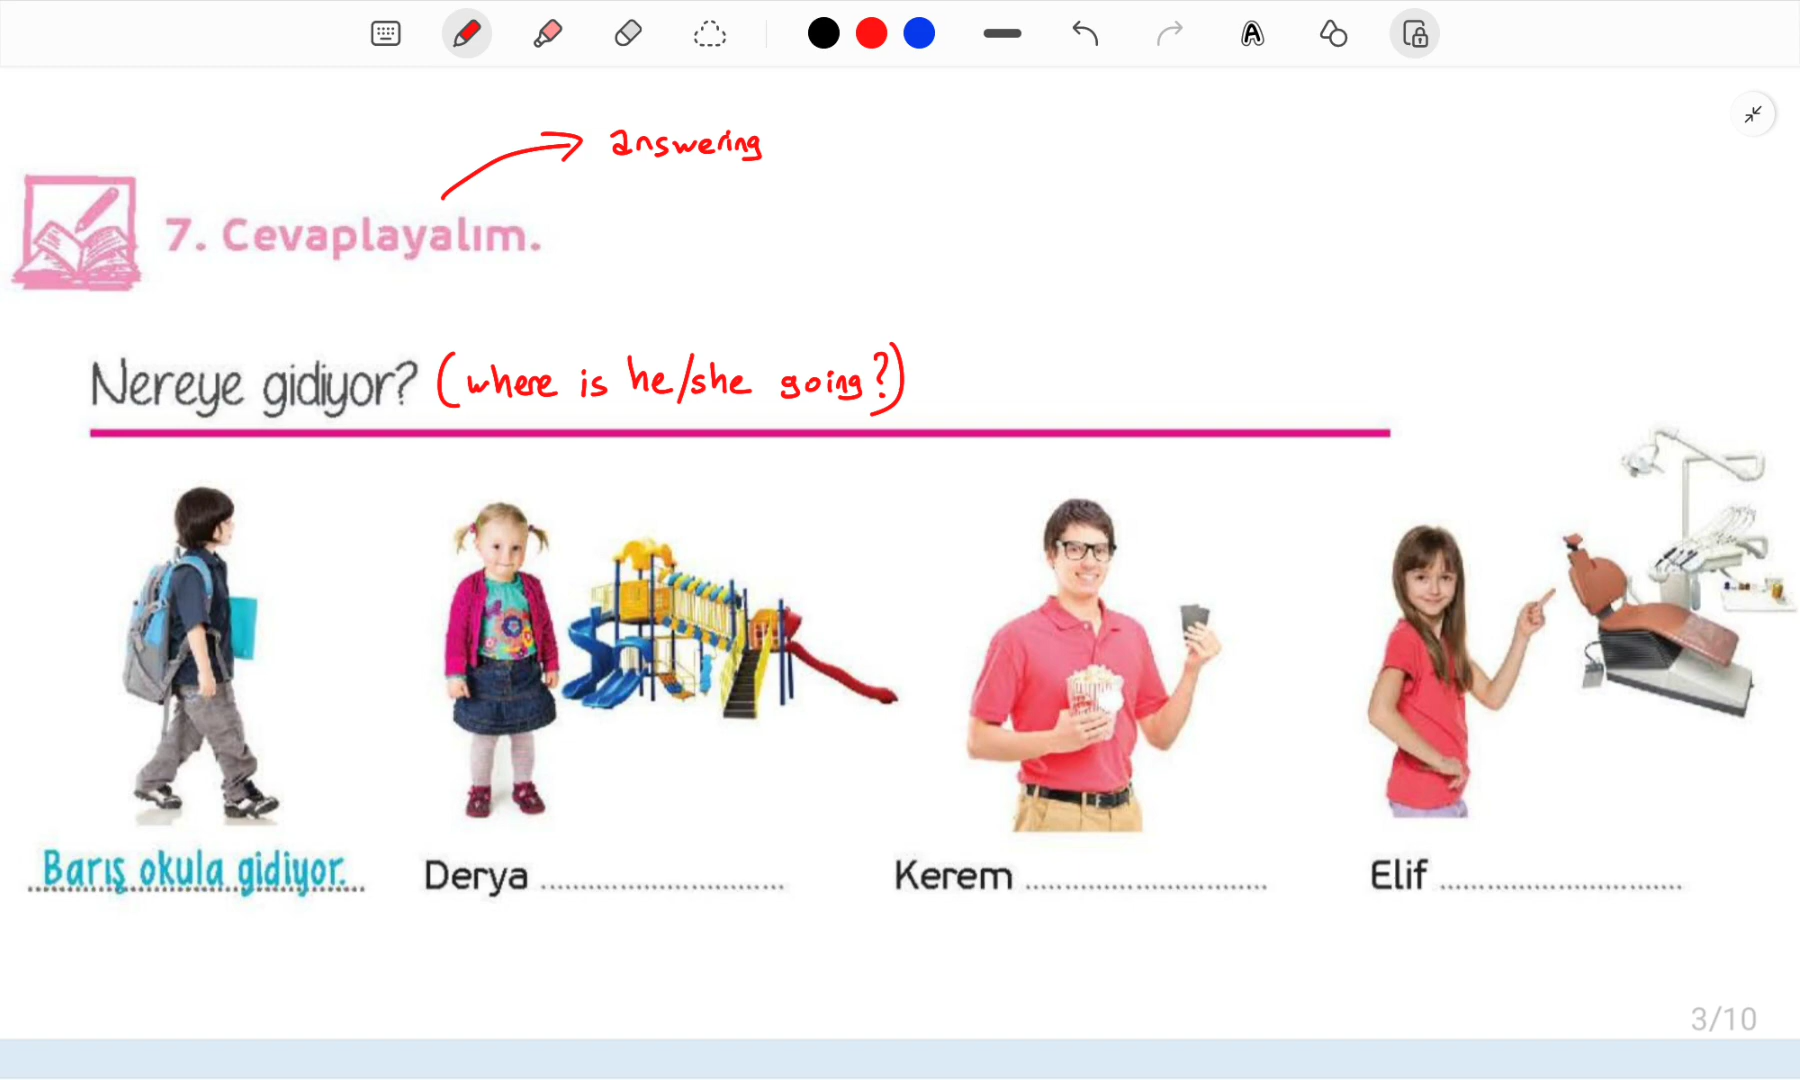 answering
7. Cevaplayalım.
Nereye gidiyor? (where is he/she going?)
Barış okula gidiyor. Derya .............................. Kerem .............................. Elif ..............................
3/10